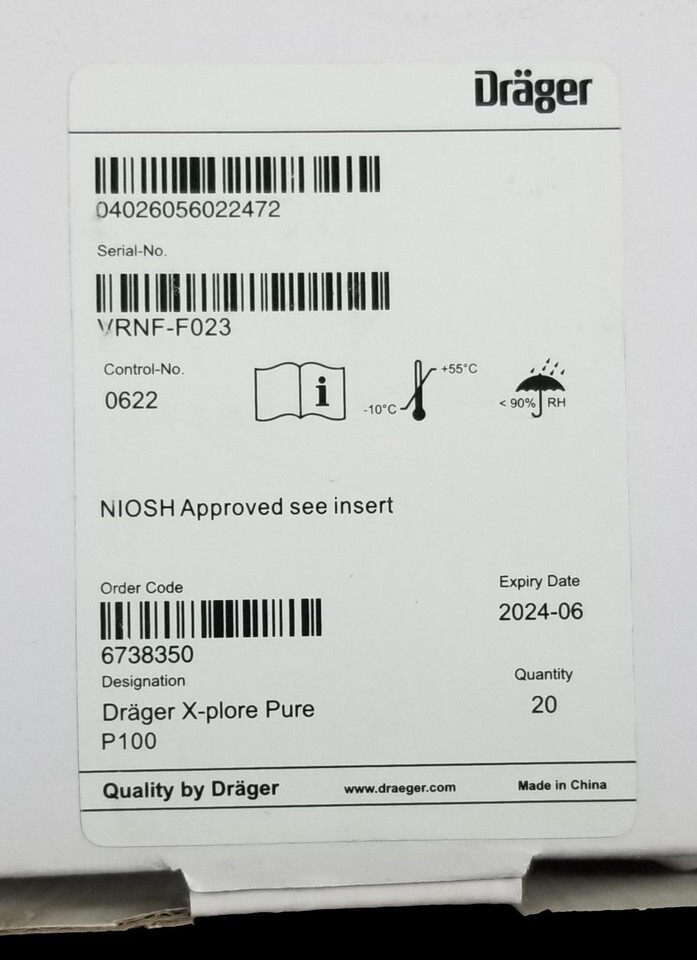 Dräger
04026056022472
Serial-No.
VRNF-F023
Control-No.
0622
i
-10°C
+55°C
< 90% RH
NIOSH Approved see insert
Order Code
6738350
Designation
Dräger X-plore Pure
P100
Expiry Date
2024-06
Quantity
20
Quality by Dräger www.draeger.com Made in China